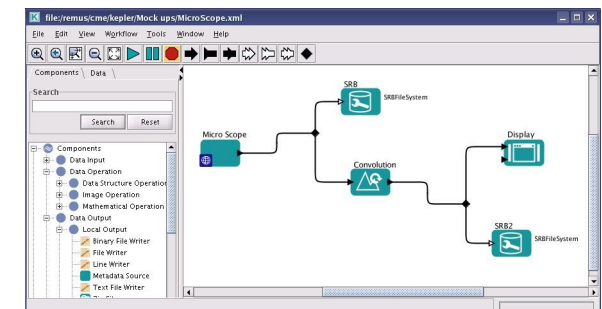 file:/remus/cme/kepler/Mock ups/MicroScope.xml
File Edit View Workflow Tools Window Help
Components Data
Search
Search Reset
Components
Data Input
Data Operation
Data Structure Operation
Image Operation
Mathematical Operation
Data Output
Local Output
Binary File Writer
File Writer
Line Writer
Metadata Source
Text File Writer
SRB
SRBFileSystem
Micro Scope
Display
Convolution
SRB2
SRBFileSystem